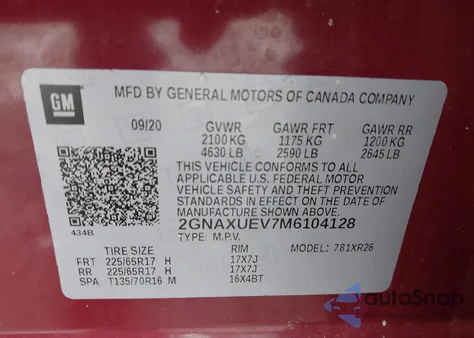 GM
MFD BY GENERAL MOTORS OF CANADA COMPANY
09/20 GVWR GAWR FRT GAWR RR
2100 KG 1175 KG 1200 KG
4630 LB 2590 LB 2645 LB
THIS VEHICLE CONFORMS TO ALL
APPLICABLE U.S. FEDERAL MOTOR
VEHICLE SAFETY AND THEFT PREVENTION
STANDARDS IN EFFECT ON THE DATE OF
MANUFACTURE SHOWN ABOVE.
2GNAXUEV7M6104128
434B
TYPE: M.P.V. MODEL: 781XR26
TIRE SIZE RIM
FRT 225/65R17 H 17X7J
RR 225/65R17 H 17X7J
SPA T135/70R16 M 16X4BT
autoSnap